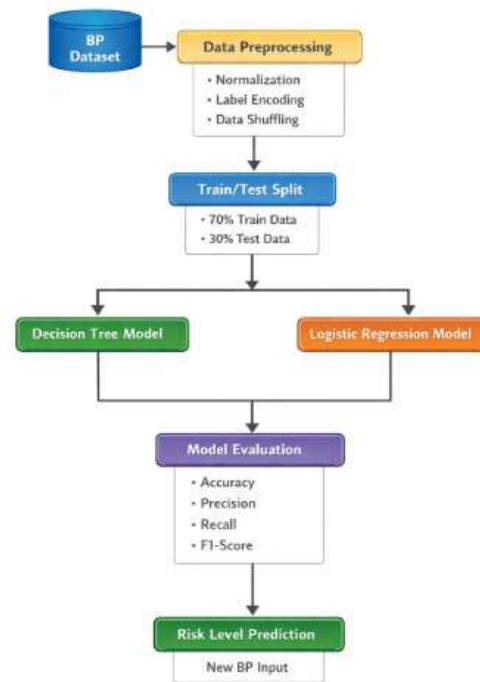 BP
Dataset
Data Preprocessing
• Normalization
• Label Encoding
• Data Shuffling
Train/Test Split
• 70% Train Data
• 30% Test Data
Decision Tree Model
Logistic Regression Model
Model Evaluation
• Accuracy
• Precision
• Recall
• F1-Score
Risk Level Prediction
New BP Input